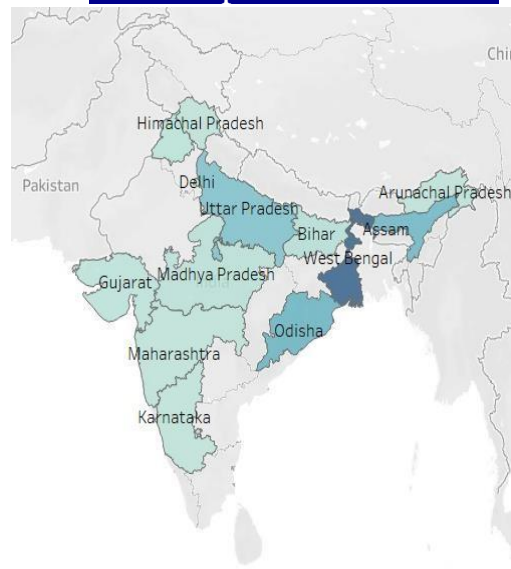 Chi
Himachal Pradesh
Pakistan
Delhi
Arunachal Pradesh
Uttar Pradesh
Bihar
Assam
West Bengal
Gujarat
Madhya Pradesh
Odisha
Maharashtra
Karnataka